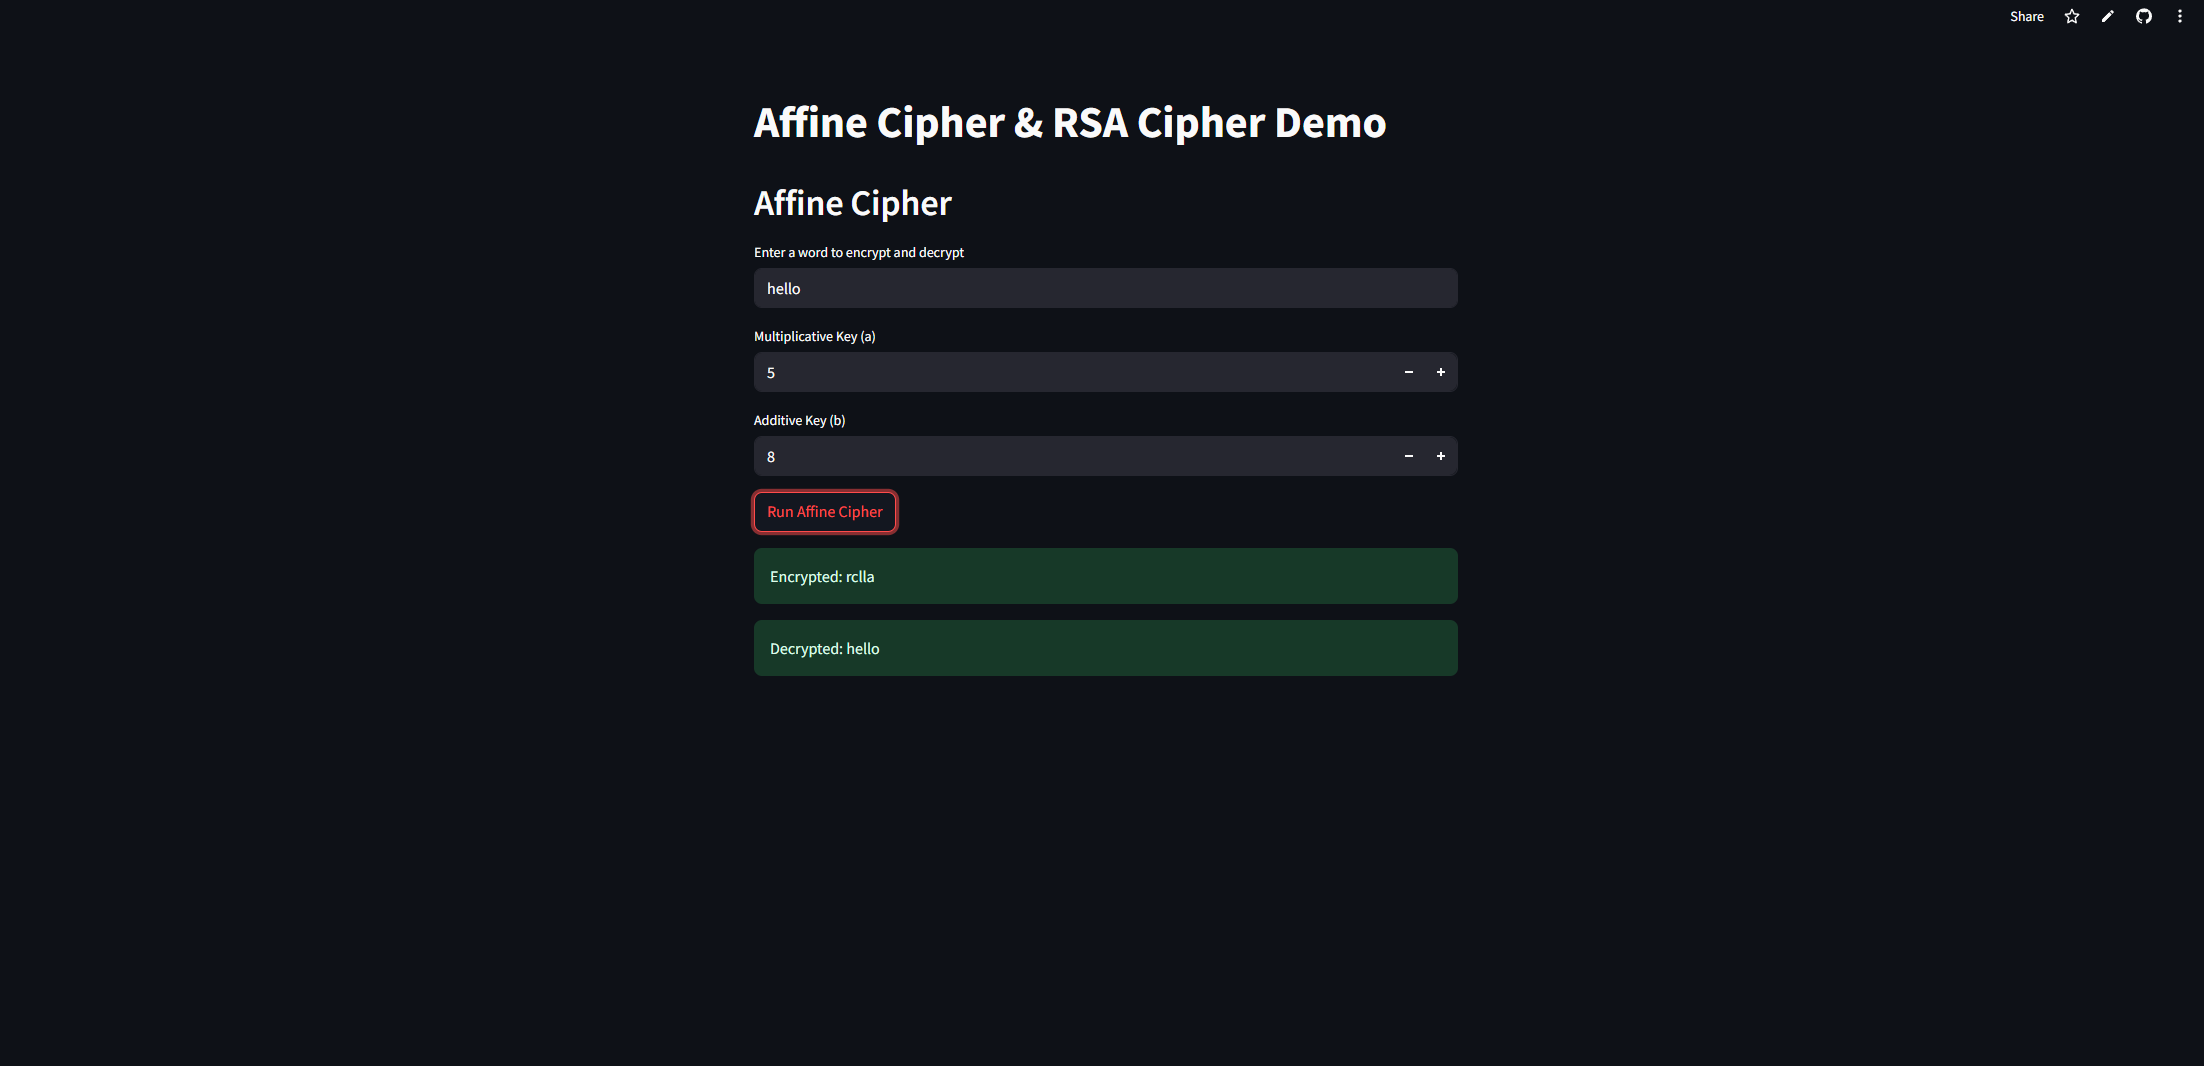 Share
Affine Cipher & RSA Cipher Demo
Affine Cipher
Enter a word to encrypt and decrypt
hello
Multiplicative Key (a)
5
Additive Key (b)
8
Run Affine Cipher
Encrypted: rclla
Decrypted: hello